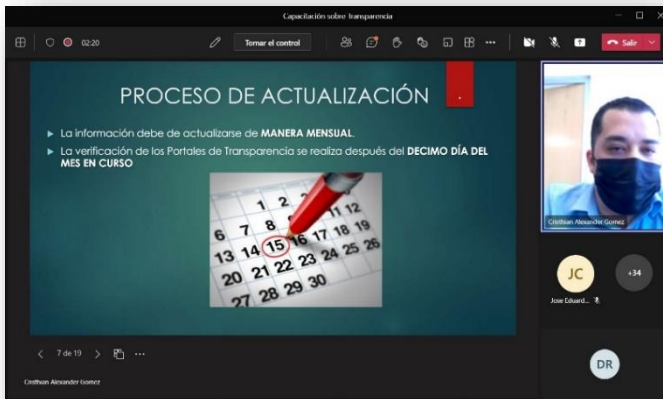 Capacitación sobre Transparencia
02:20
Tomar el control
Salir
PROCESO DE ACTUALIZACIÓN
La información debe de actualizarse de MANERA MENSUAL.
La verificación de los Portales de Transparencia se realiza después del DECIMO DÍA DEL
MES EN CURSO
1 2
6 7 8 11 12
13 14 15 16 17 18 19
20 21 22 23 24 25 26
27 28 29 30
Cristhian Alexander Gomez
JC
+34
Jose Eduard...
DR
7 de 19
Cristhian Alexander Gomez